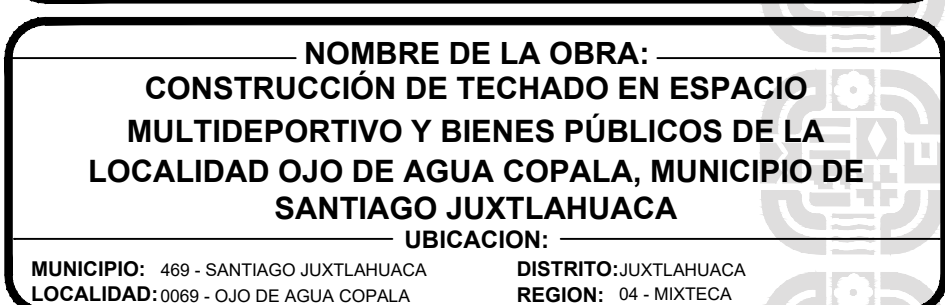 NOMBRE DE LA OBRA:
CONSTRUCCIÓN DE TECHADO EN ESPACIO
MULTIDEPORTIVO Y BIENES PÚBLICOS DE LA
LOCALIDAD OJO DE AGUA COPALA, MUNICIPIO DE
SANTIAGO JUXTLAHUACA
UBICACION:
MUNICIPIO: 469 - SANTIAGO JUXTLAHUACA DISTRITO: JUXTLAHUACA
LOCALIDAD: 0069 - OJO DE AGUA COPALA REGION: 04 - MIXTECA